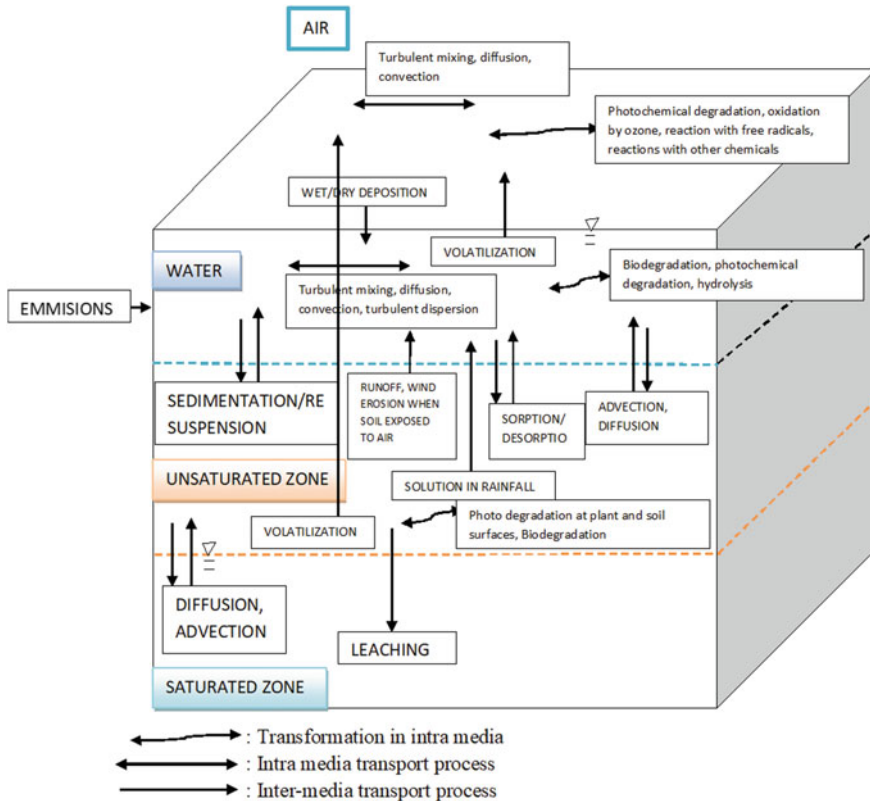 AIR
Turbulent mixing, diffusion,
convection
Photochemical degradation, oxidation
by ozone, reaction with free radicals,
reactions with other chemicals
WET/DRY DEPOSITION
VOLATILIZATION
WATER
Biodegradation, photochemical
degradation, hydrolysis
Turbulent mixing, diffusion,
convection, turbulent dispersion
EMMISIONS
SEDIMENTATION/RE
SUSPENSION
RUNOFF, WIND
EROSION WHEN
SOIL EXPOSED
TO AIR
SORPTION/
DESORPTIO
ADVECTION,
DIFFUSION
UNSATURATED ZONE
SOLUTION IN RAINFALL
VOLATILIZATION
Photo degradation at plant and soil
surfaces, Biodegradation
DIFFUSION,
ADVECTION
LEACHING
SATURATED ZONE
: Transformation in intra media
: Intra media transport process
: Inter-media transport process